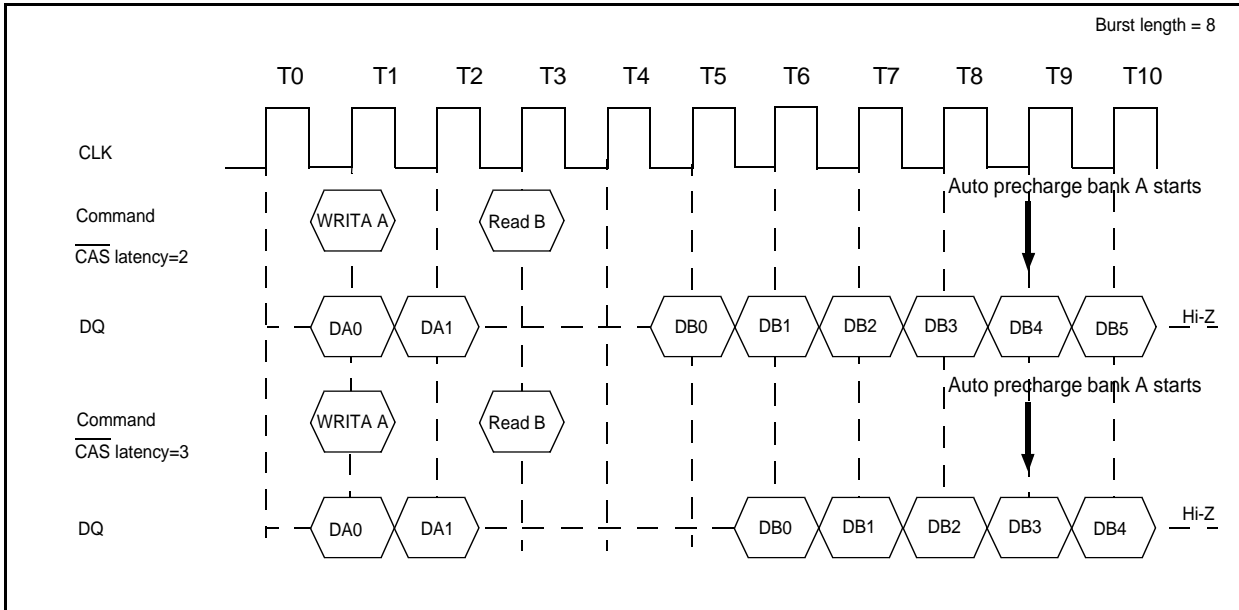 Burst length = 8
T0 T1 T2 T3 T4 T5 T6 T7 T8 T9 T10
CLK
Auto precharge bank A starts
Command
WRITA A Read B
CAS latency=2
DQ DA0 DA1 DB0 DB1 DB2 DB3 DB4 DB5 Hi-Z
Auto precharge bank A starts
Command
WRITA A Read B
CAS latency=3
DQ DA0 DA1 DB0 DB1 DB2 DB3 DB4 Hi-Z